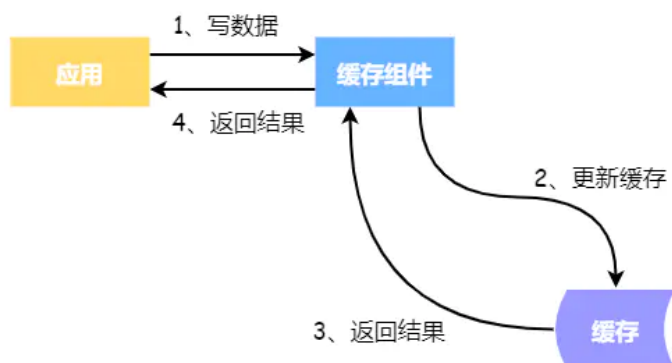 1、写数据
应用
缓存组件
4、返回结果
2、更新缓存
3、返回结果
缓存